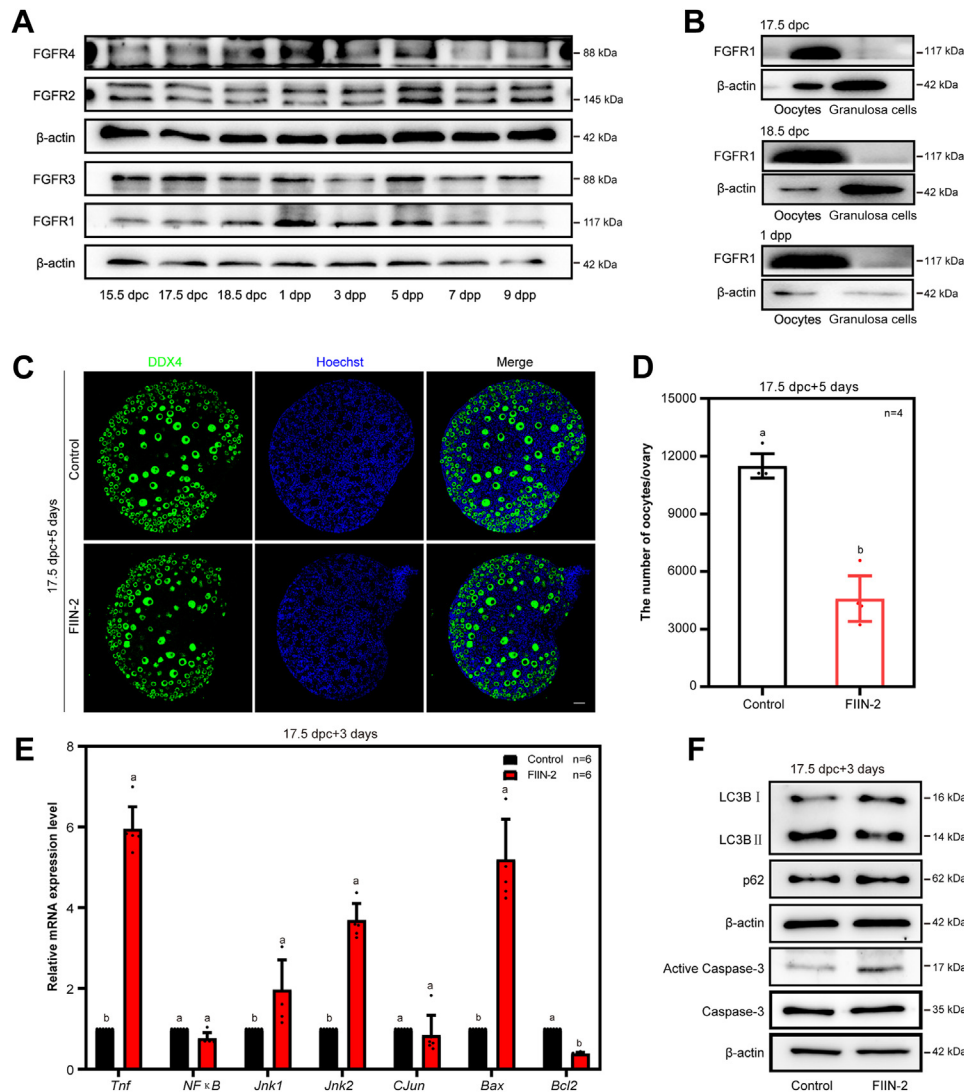 A
FGFR4
88 kDa
FGFR2
145 kDa
β-actin
42 kDa
FGFR3
88 kDa
FGFR1
117 kDa
β-actin
42 kDa
15.5 dpc 17.5 dpc 18.5 dpc 1 dpp 3 dpp 5 dpp 7 dpp 9 dpp
B
17.5 dpc
FGFR1
117 kDa
β-actin
42 kDa
Oocytes Granulosa cells
18.5 dpc
FGFR1
117 kDa
β-actin
42 kDa
Oocytes Granulosa cells
1 dpp
FGFR1
117 kDa
β-actin
42 kDa
Oocytes Granulosa cells
C
DDX4 Hoechst Merge
17.5 dpc+5 days
Control
FIIN-2
D
17.5 dpc+5 days
n=4
The number of oocytes/ovary
15000
12000
9000
6000
3000
0
a
b
Control FIIN-2
E
17.5 dpc+3 days
Control n=6
FIIN-2 n=6
Relative mRNA expression level
8
6
4
2
0
b a a a b a b a a a b a a b
Tnf NFκB Jnk1 Jnk2 CJun Bax Bcl2
F
17.5 dpc+3 days
LC3B I
16 kDa
LC3B II
14 kDa
p62
62 kDa
β-actin
42 kDa
Active Caspase-3
17 kDa
Caspase-3
35 kDa
β-actin
42 kDa
Control FIIN-2